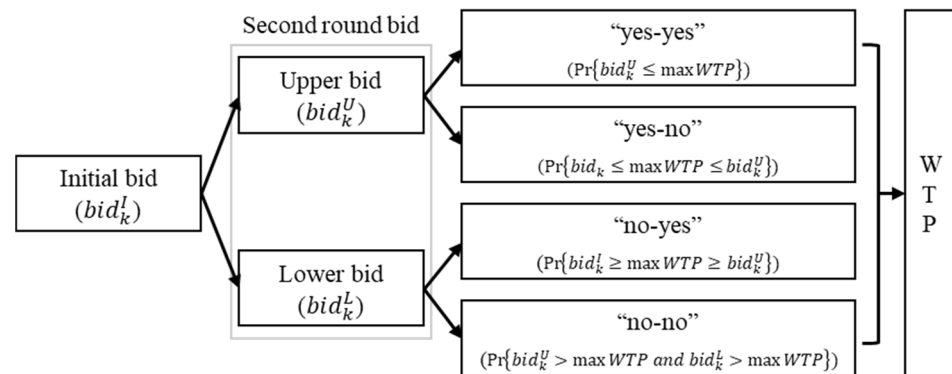 Second round bid
Initial bid
(bid_k^I)
Upper bid
(bid_k^U)
Lower bid
(bid_k^L)
“yes-yes”
(Pr{bid_k^U ≤ max WTP})
“yes-no”
(Pr{bid_k ≤ max WTP ≤ bid_k^U})
“no-yes”
(Pr{bid_k^I ≥ max WTP ≥ bid_k^U})
“no-no”
(Pr{bid_k^U > max WTP and bid_k^L > max WTP})
W
T
P